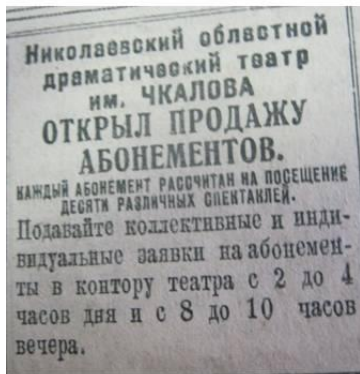 Николаевский областной
драматический театр
им. ЧКАЛОВА
ОТКРЫЛ ПРОДАЖУ
АБОНЕМЕНТОВ.
КАЖДЫЙ АБОНЕМЕНТ РАССЧИТАН НА ПОСЕЩЕНИЕ
ДЕСЯТИ РАЗЛИЧНЫХ СПЕКТАКЛЕЙ.
Подавайте коллективные и инди-
видуальные заявки на абонемен-
ты в контору театра с 2 до 4
часов дня и с 8 до 10 часов
вечера.